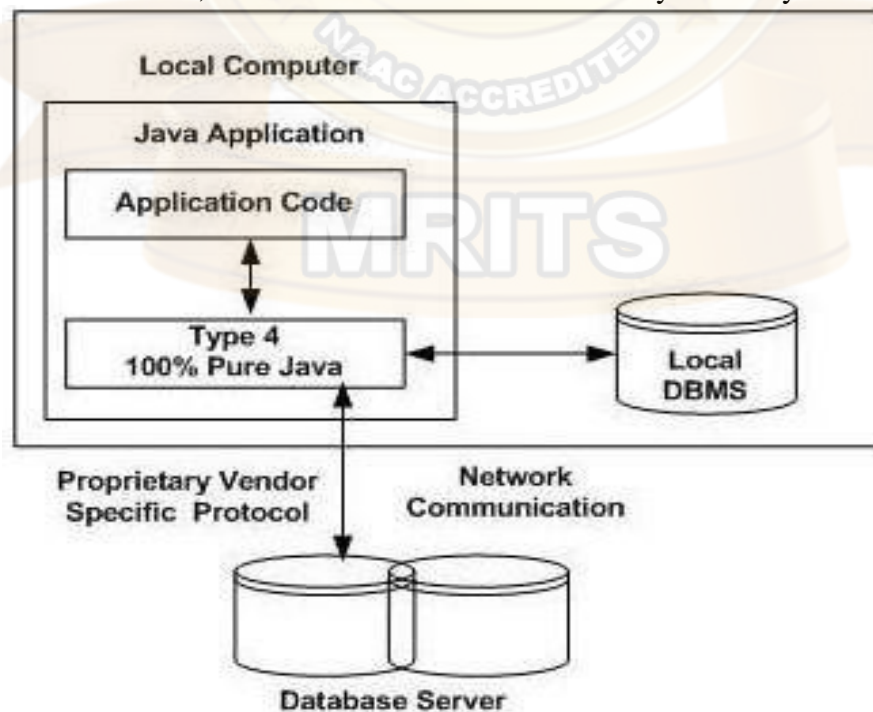 NAAC ACCREDITED
Local Computer
Java Application
Application Code
MRITS
Type 4
100% Pure Java
Local
DBMS
Proprietary Vendor
Specific Protocol
Network
Communication
Database Server